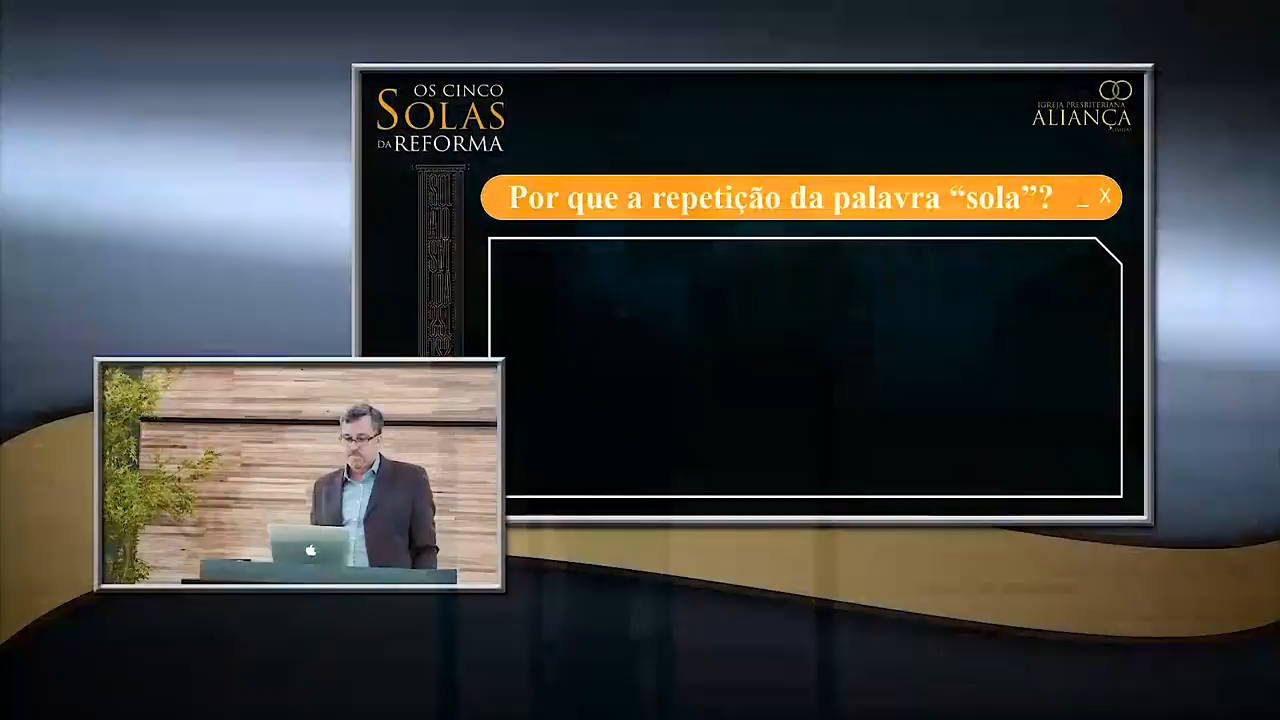 OS CINCO
SOLAS
DA REFORMA
IGREJA PRESBITERIANA
ALIANÇA
Por que a repetição da palavra “sola”? _ X